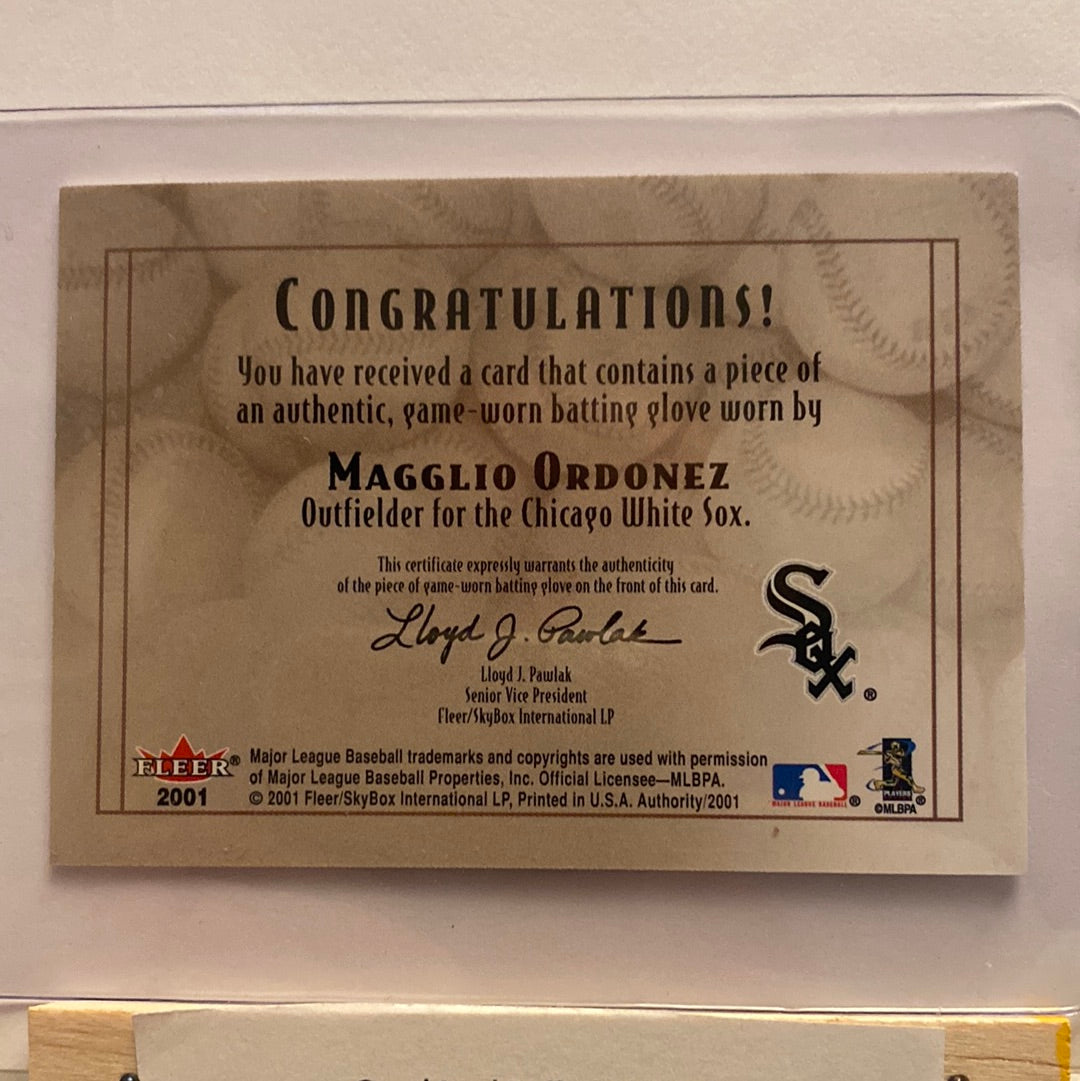 CONGRATULATIONS!
You have received a card that contains a piece of
an authentic, game-worn batting glove worn by
MAGGLIO ORDONEZ
Outfielder for the Chicago White Sox.
This certificate expressly warrants the authenticity
of the piece of game-worn batting glove on the front of this card.
Lloyd J. Pawlak
Lloyd J. Pawlak
Senior Vice President
Fleer/SkyBox International LP
Sox®
FLEER®
2001
Major League Baseball trademarks and copyrights are used with permission
of Major League Baseball Properties, Inc. Official Licensee—MLBPA.
© 2001 Fleer/SkyBox International LP, Printed in U.S.A. Authority/2001
MAJOR LEAGUE BASEBALL®
PLAYERS®
©MLBPA